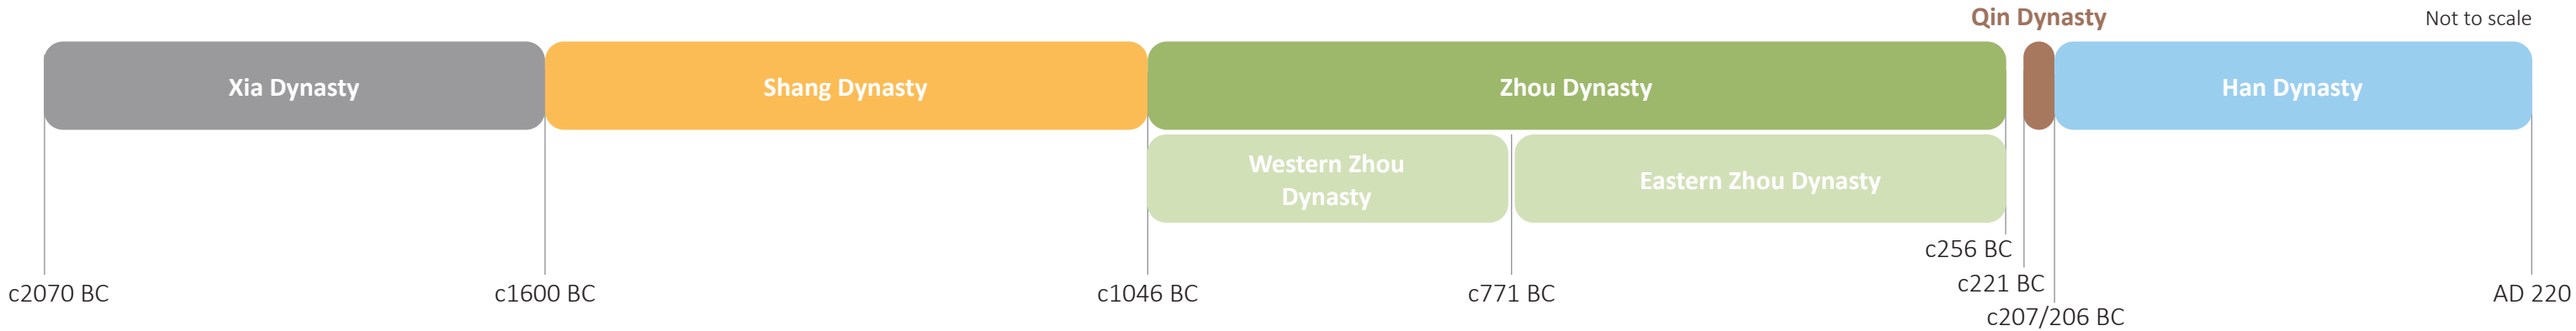 Qin Dynasty
Not to scale
Xia Dynasty
Shang Dynasty
Zhou Dynasty
Han Dynasty
Western Zhou
Dynasty
Eastern Zhou Dynasty
c256 BC
c221 BC
c2070 BC
c1600 BC
c1046 BC
c771 BC
AD 220
c207/206 BC